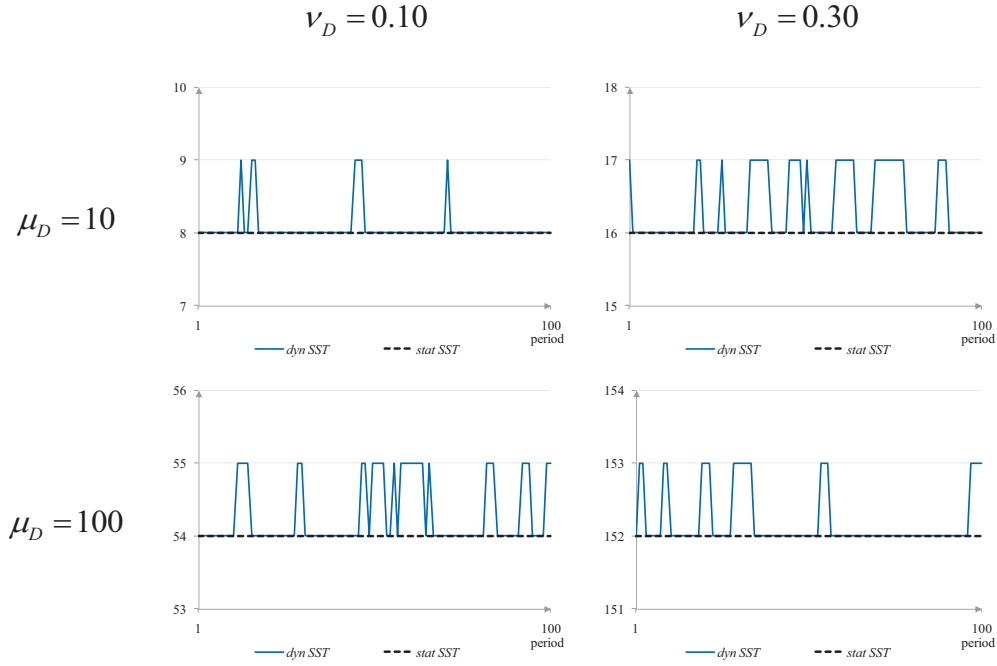 ν_D = 0.10
ν_D = 0.30
μ_D = 10
10
9
8
7
1
100
period
dyn SST
stat SST
18
17
16
15
1
100
period
dyn SST
stat SST
μ_D = 100
56
55
54
53
1
100
period
dyn SST
stat SST
154
153
152
151
1
100
period
dyn SST
stat SST